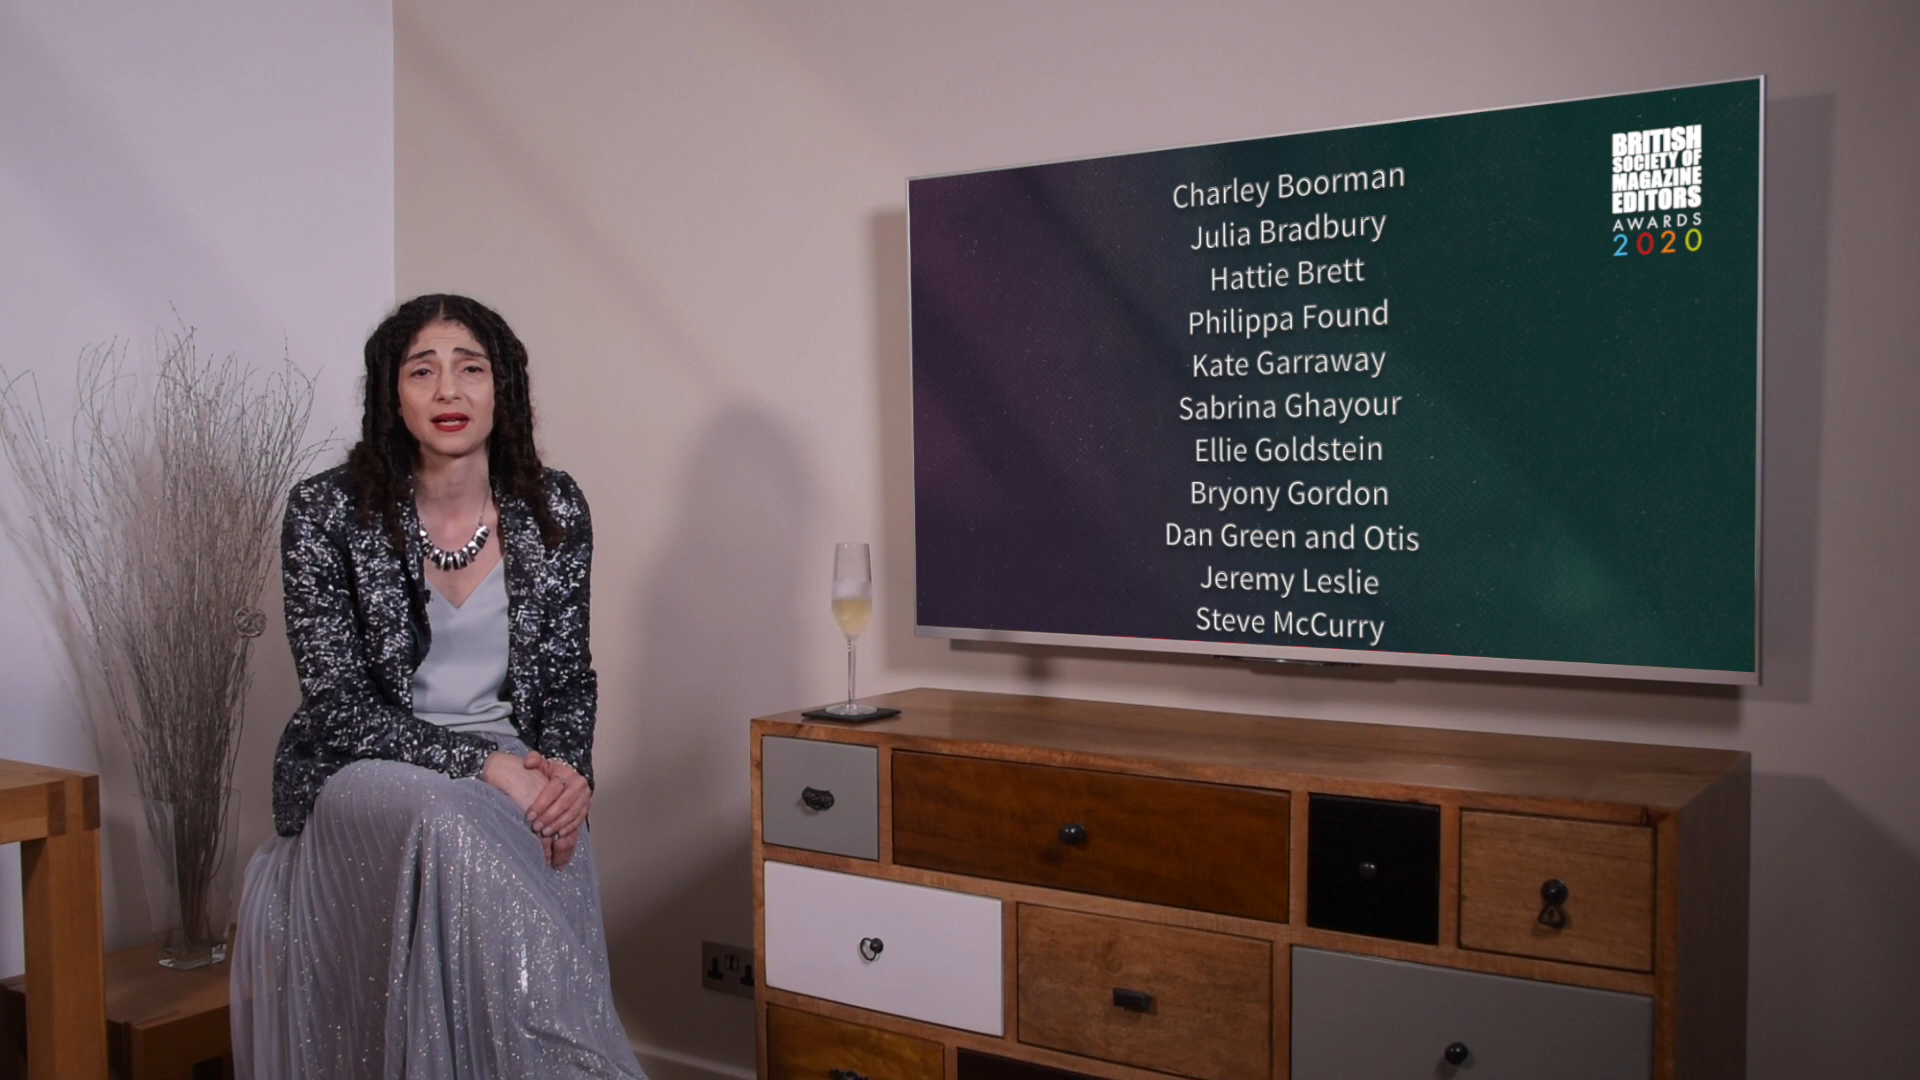 Charley Boorman
Julia Bradbury
Hattie Brett
Philippa Found
Kate Garraway
Sabrina Ghayour
Ellie Goldstein
Bryony Gordon
Dan Green and Otis
Jeremy Leslie
Steve McCurry
BRITISH
SOCIETY OF
MAGAZINE
EDITORS
AWARDS
2020